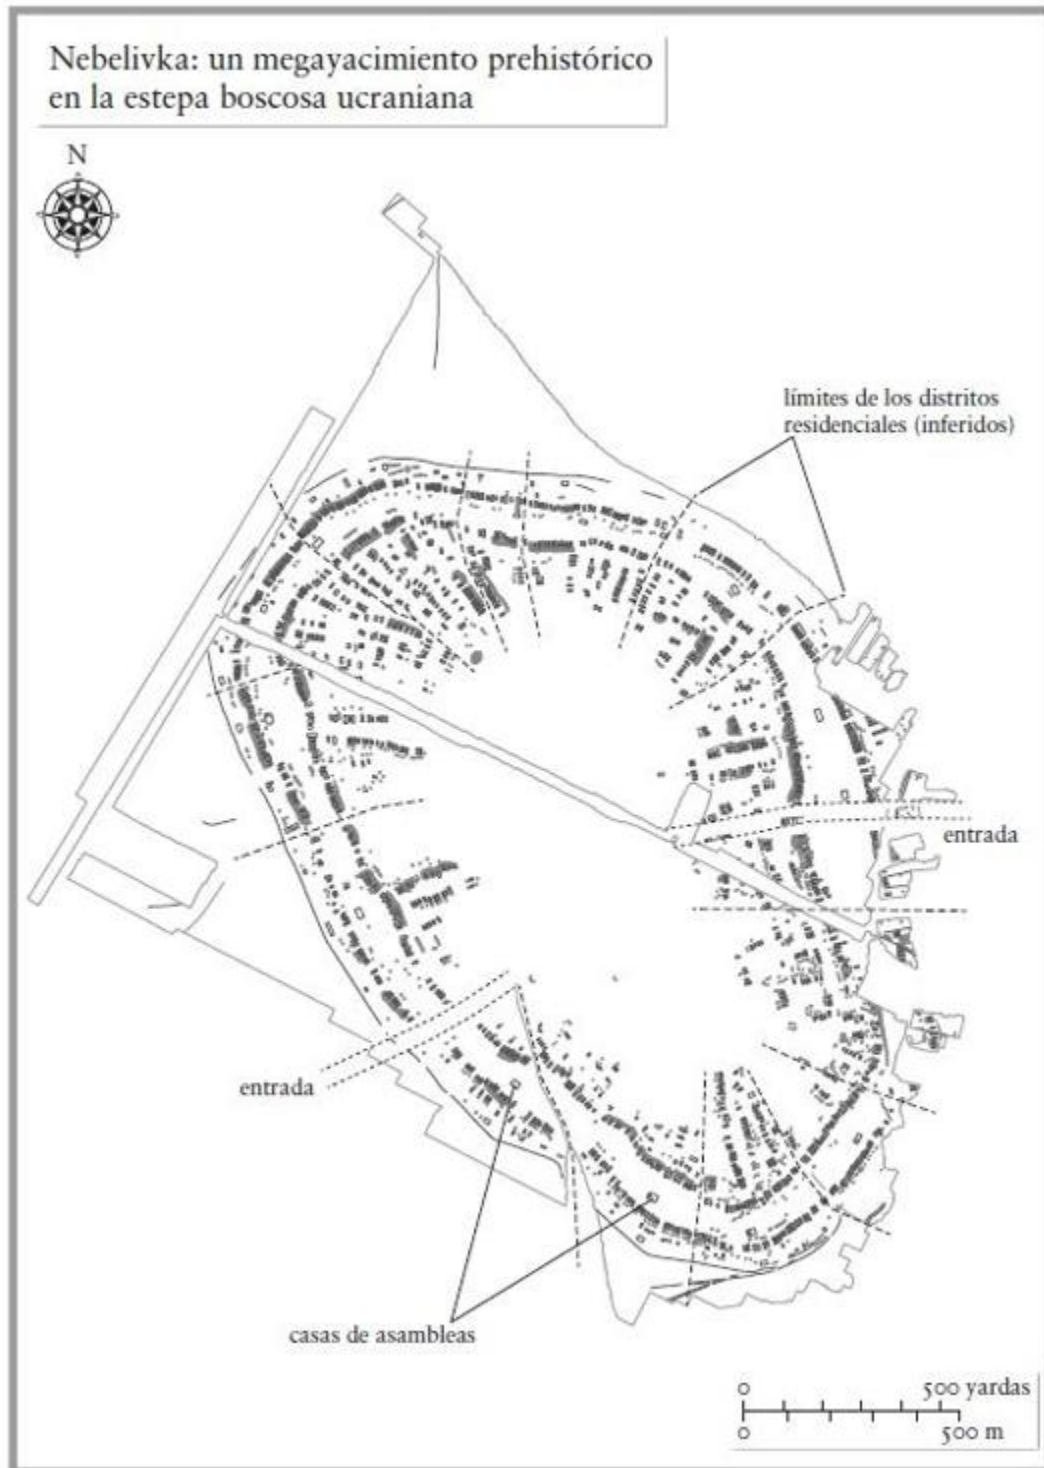 Nebelivka: un megayacimiento prehistórico
en la estepa boscosa ucraniana
N
límites de los distritos
residenciales (inferidos)
entrada
entrada
casas de asambleas
0 500 yardas
0 500 m